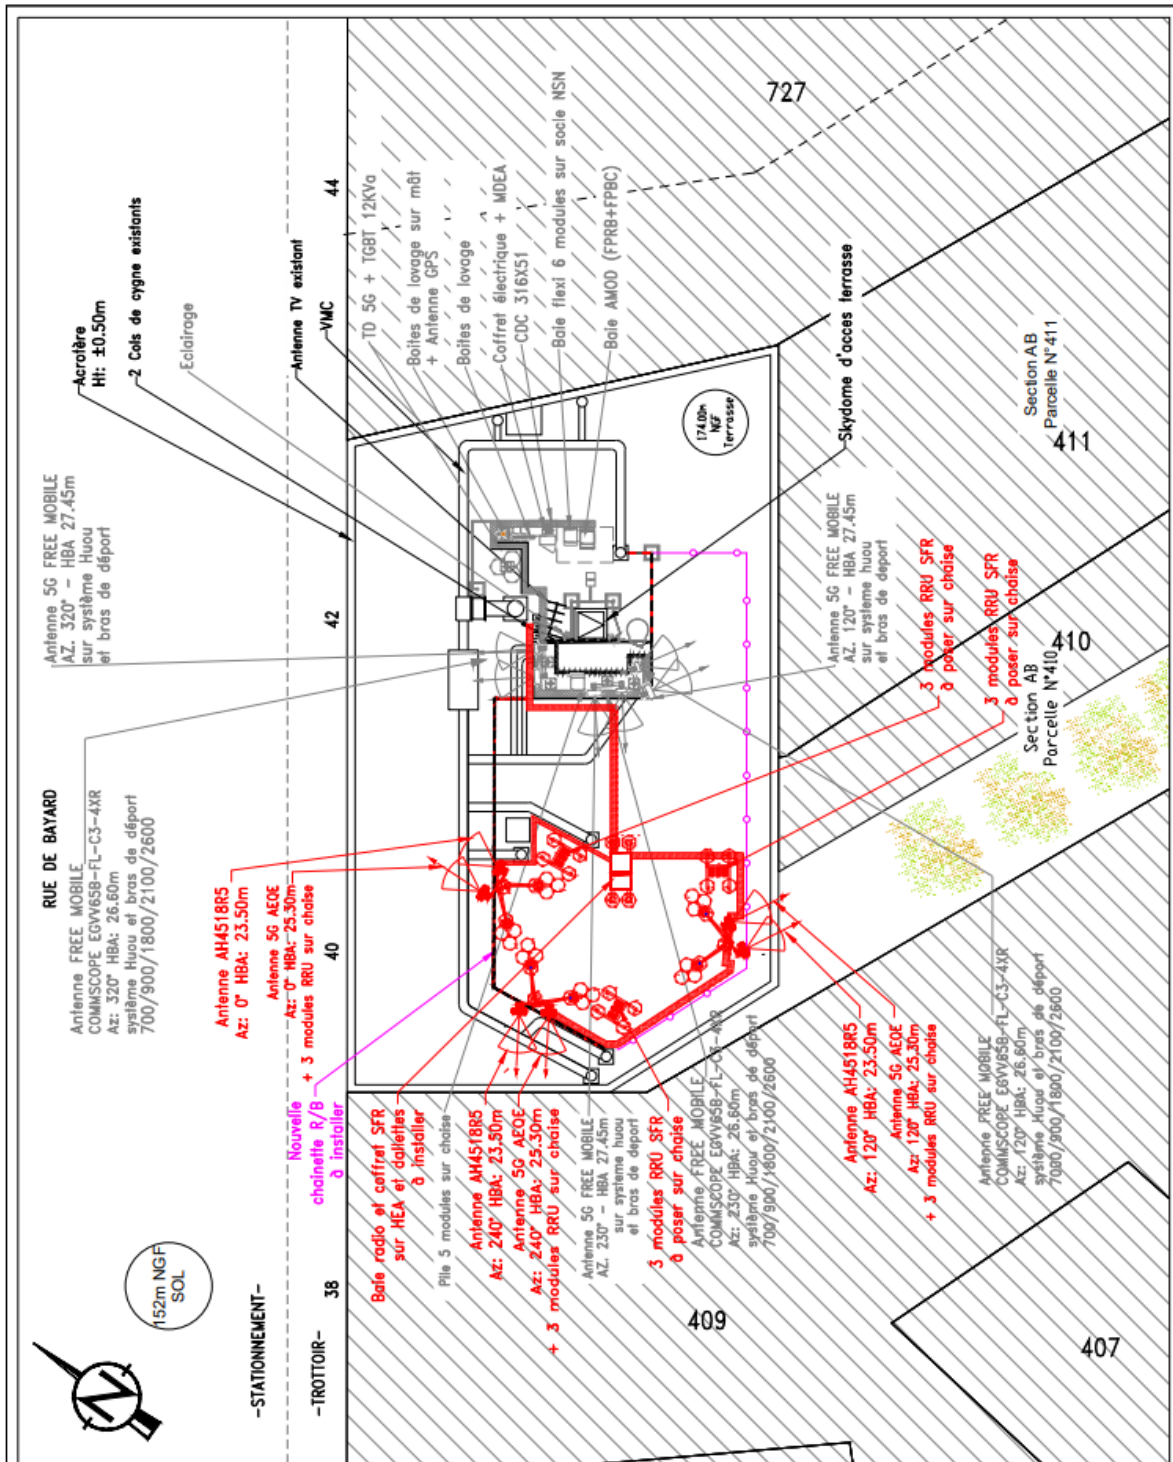 727
44
TD 5G + TGBT 12KVa
Boites de lovage sur mât
+ Antenne GPS
Boites de lovage
Coffret électrique + MDEA
CDC 316X51
Baie flexi 6 modules sur socle NSN
Baie AMOD (FPRB+FPBC)
Acrotère
Ht: ±0.50m
2 Cols de cygne existants
Eclairage
Antenne TV existant
VMC
Skydome d'acces terrasse
174.00m
NGF
Terrasse
Section AB
Parcelle N°411
411
Antenne 5G FREE MOBILE
AZ. 320° - HBA 27.45m
sur système Huou
et bras de déport
42
Antenne 5G FREE MOBILE
AZ. 120° - HBA 27.45m
sur systeme huou
et bras de deport
3 modules RRU SFR
à poser sur chaise
3 modules RRU SFR
à poser sur chaise
410
Section AB
Parcelle N°410
RUE DE BAYARD
Antenne FREE MOBILE
COMMSCOPE EGVV65B-FL-C3-4XR
Az: 320° HBA: 26.60m
système Huou et bras de déport
700/900/1800/2100/2600
Antenne AH4518R5
Az: 0° HBA: 23.50m
Antenne 5G AEQE
Az: 0° HBA: 25.30m
+ 3 modules RRU sur chaise
40
Nouvelle
chainette R/B
à installer
Baie radio et coffret SFR
sur HEA et dallettes
à installer
Pile 5 modules sur chaise
Antenne AH4518R5
Az: 240° HBA: 23.50m
Antenne 5G AEQE
Az: 240° HBA: 25.30m
+ 3 modules RRU sur chaise
Antenne 5G FREE MOBILE
AZ. 230° - HBA 27.45m
sur systeme huou
et bras de deport
3 modules RRU SFR
à poser sur chaise
Antenne FREE MOBILE
COMMSCOPE EGVV65B-FL-C3-4XR
Az: 230° HBA: 26.60m
système Huou et bras de déport
700/900/1800/2100/2600
Antenne AH4518R5
Az: 120° HBA: 23.50m
Antenne 5G AEQE
Az: 120° HBA: 25.30m
+ 3 modules RRU sur chaise
Antenne FREE MOBILE
COMMSCOPE EGVV65B-FL-C3-4XR
Az: 120° HBA: 26.60m
système Huou et bras de déport
700/900/1800/2100/2600
152m NGF
SOL
-STATIONNEMENT-
-TROTTOIR-
38
409
407
N